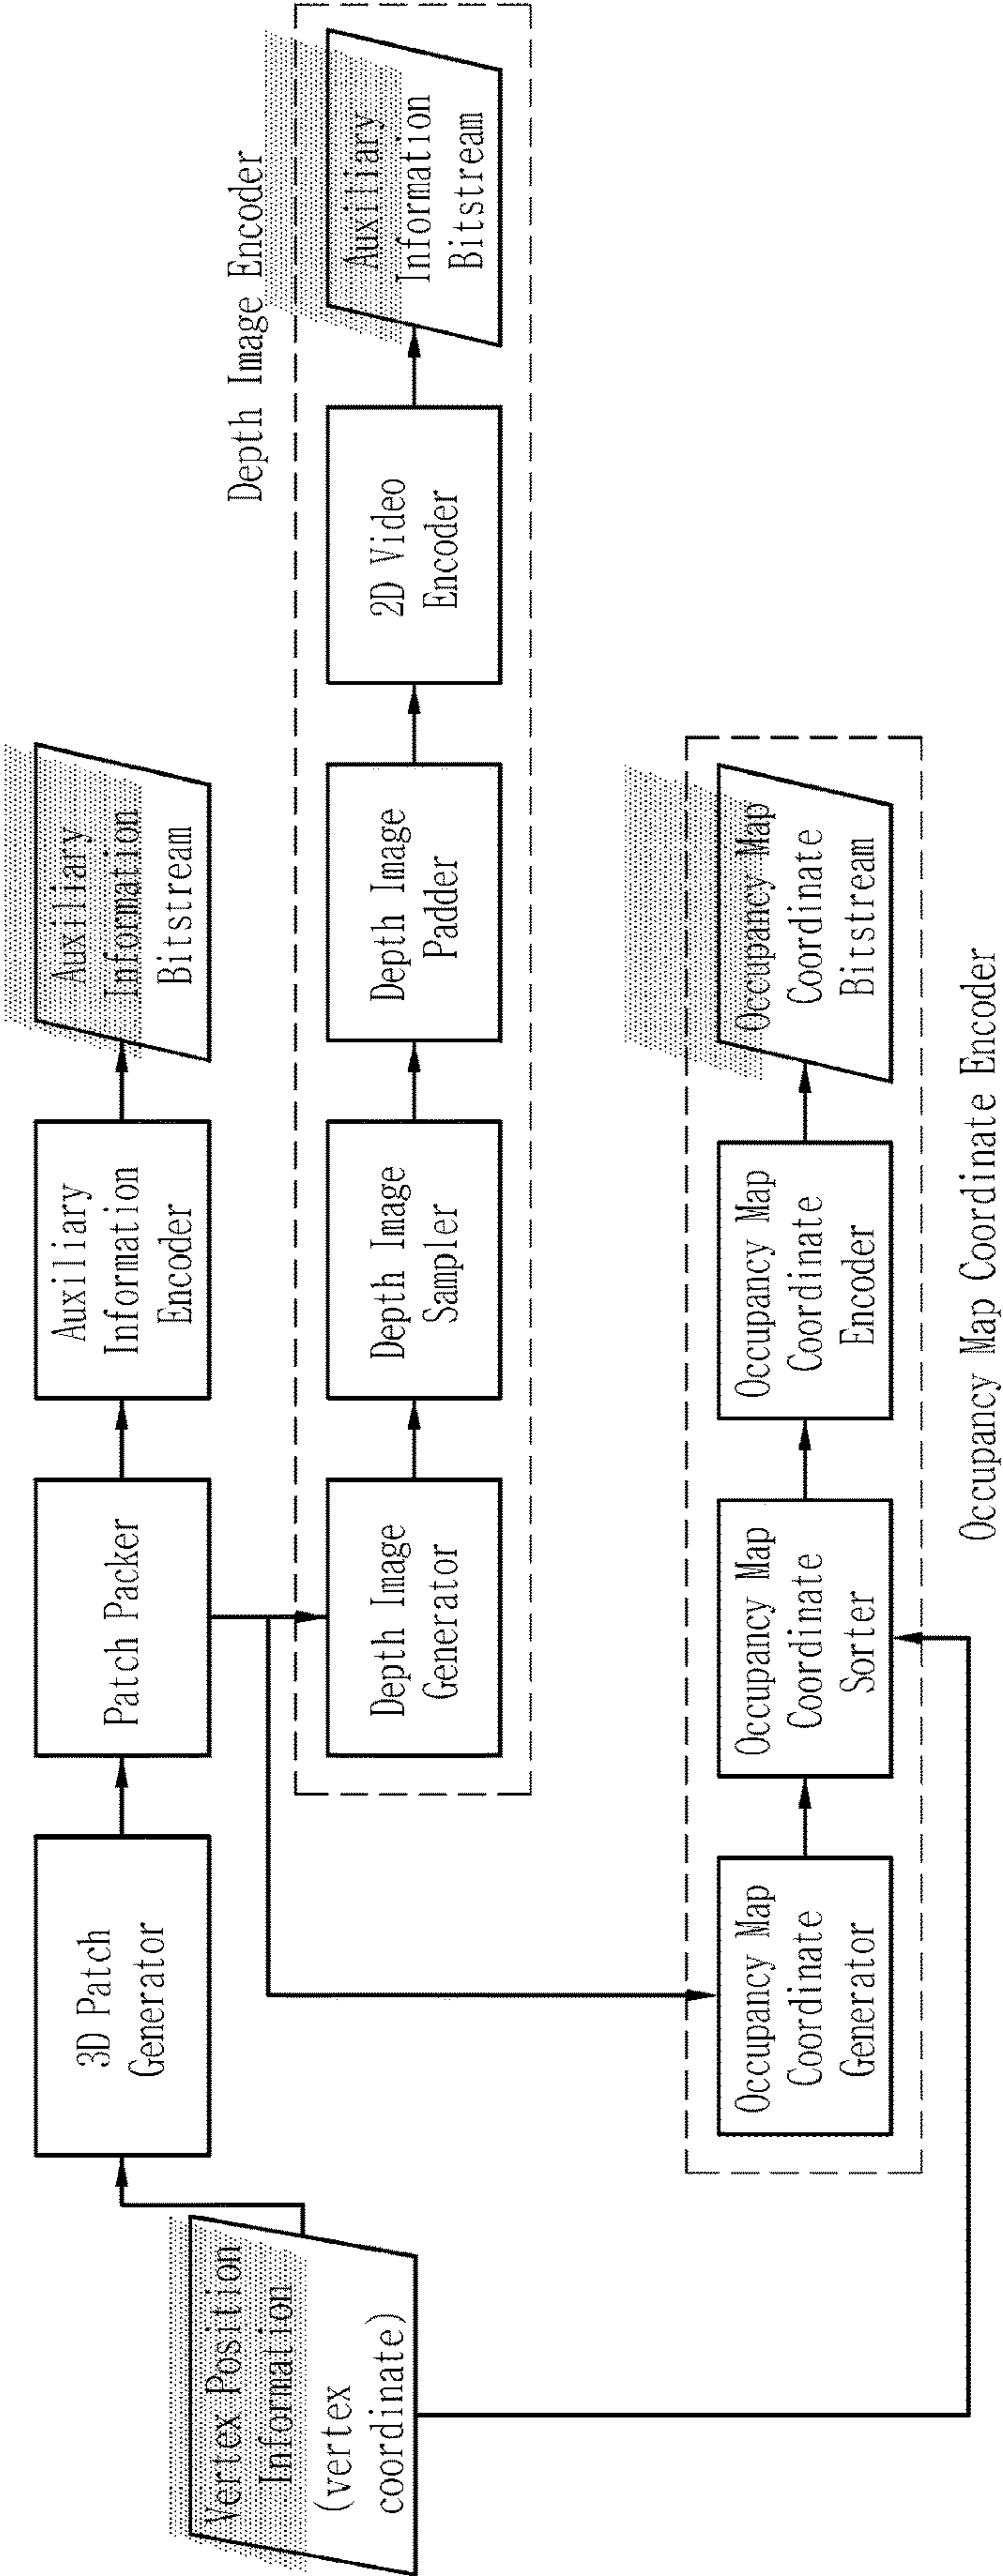 Vertex Position
Information
(vertex
coordinate)
3D Patch
Generator
Patch Packer
Auxiliary
Information
Encoder
Auxiliary
Information
Bitstream
Depth Image Encoder
Depth Image
Generator
Depth Image
Sampler
Depth Image
Padder
2D Video
Encoder
Auxiliary
Information
Bitstream
Occupancy Map
Coordinate
Generator
Occupancy Map
Coordinate
Sorter
Occupancy Map
Coordinate
Encoder
Occupancy Map
Coordinate
Bitstream
Occupancy Map Coordinate Encoder